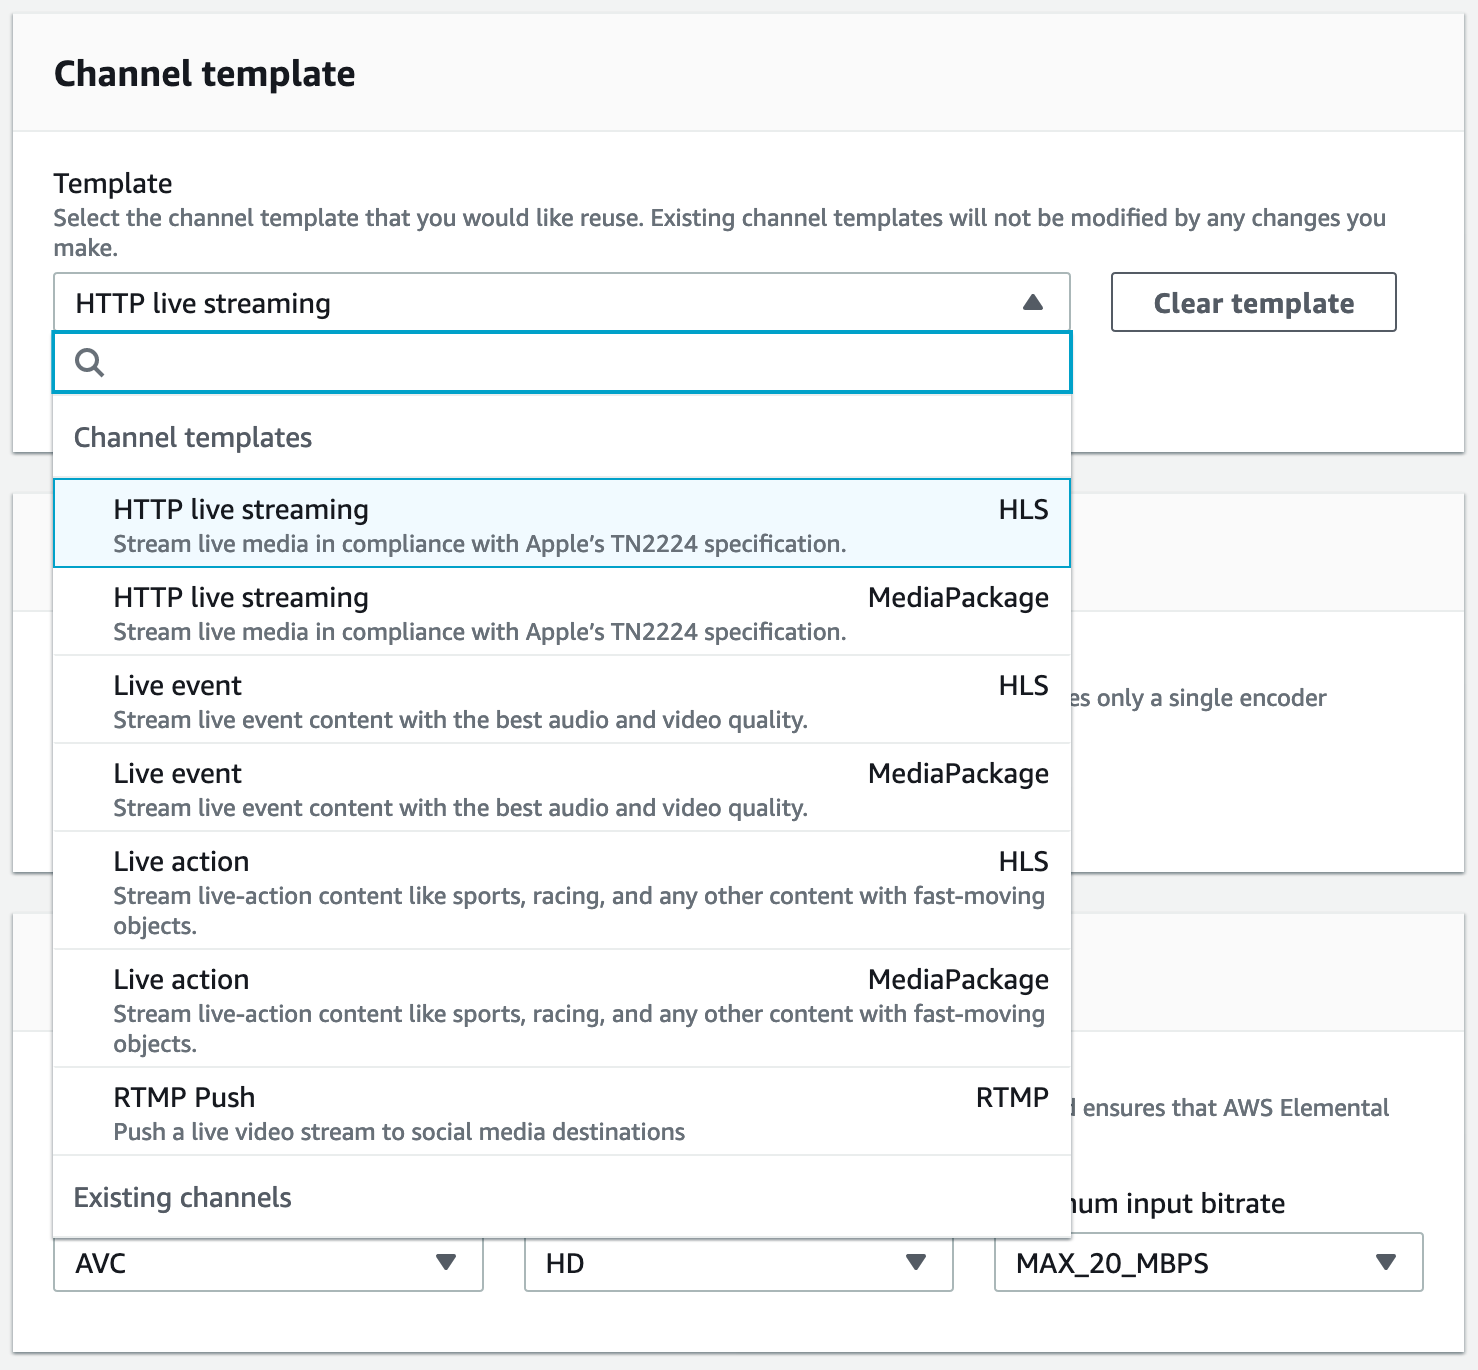 Channel template
Template
Select the channel template that you would like reuse. Existing channel templates will not be modified by any changes you
make.
HTTP live streaming
Clear template
Channel templates
HTTP live streaming HLS
Stream live media in compliance with Apple’s TN2224 specification.
HTTP live streaming MediaPackage
Stream live media in compliance with Apple’s TN2224 specification.
Live event HLS
Stream live event content with the best audio and video quality.
only a single encoder
Live event MediaPackage
Stream live event content with the best audio and video quality.
Live action HLS
Stream live-action content like sports, racing, and any other content with fast-moving
objects.
Live action MediaPackage
Stream live-action content like sports, racing, and any other content with fast-moving
objects.
RTMP Push RTMP
ensures that AWS Elemental
Push a live video stream to social media destinations
Existing channels
input bitrate
AVC
HD
MAX_20_MBPS